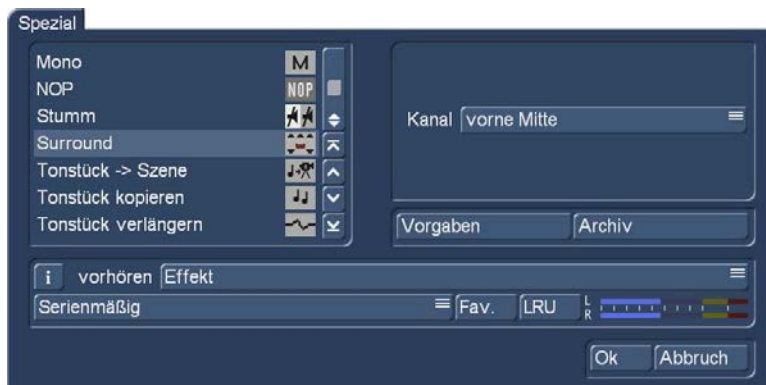 Spezial
Mono M
NOP NOP
Stumm
Surround
Tonstück -> Szene
Tonstück kopieren
Tonstück verlängern
Kanal vorne Mitte
Vorgaben Archiv
i vorhören Effekt
Serienmäßig Fav. LRU L
R
Ok Abbruch